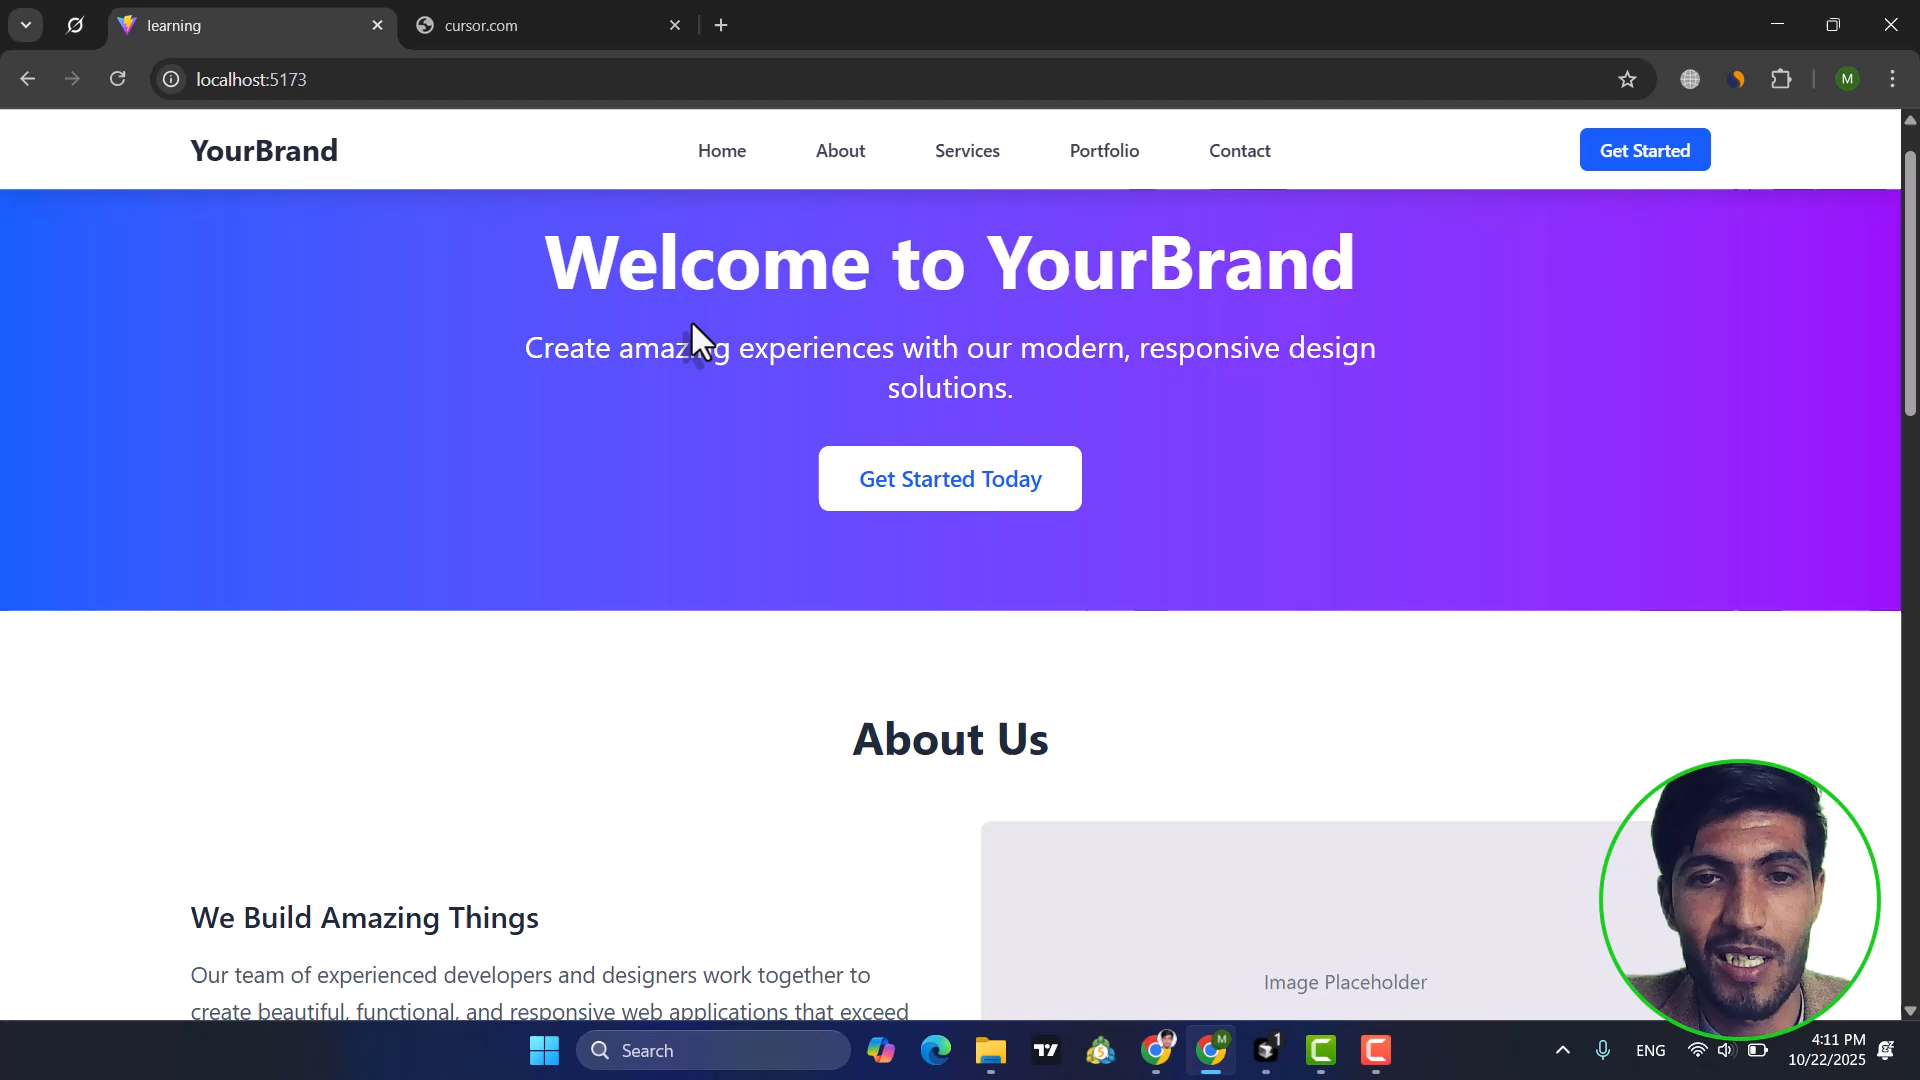 learning
cursor.com
localhost:5173
M
YourBrand
Home
About
Services
Portfolio
Contact
Get Started
Welcome to YourBrand
Create amazing experiences with our modern, responsive design
solutions.
Get Started Today
About Us
We Build Amazing Things
Our team of experienced developers and designers work together to
create beautiful, functional, and responsive web applications that exceed
Image Placeholder
Search
M
1
ENG
4:11 PM
10/22/2025